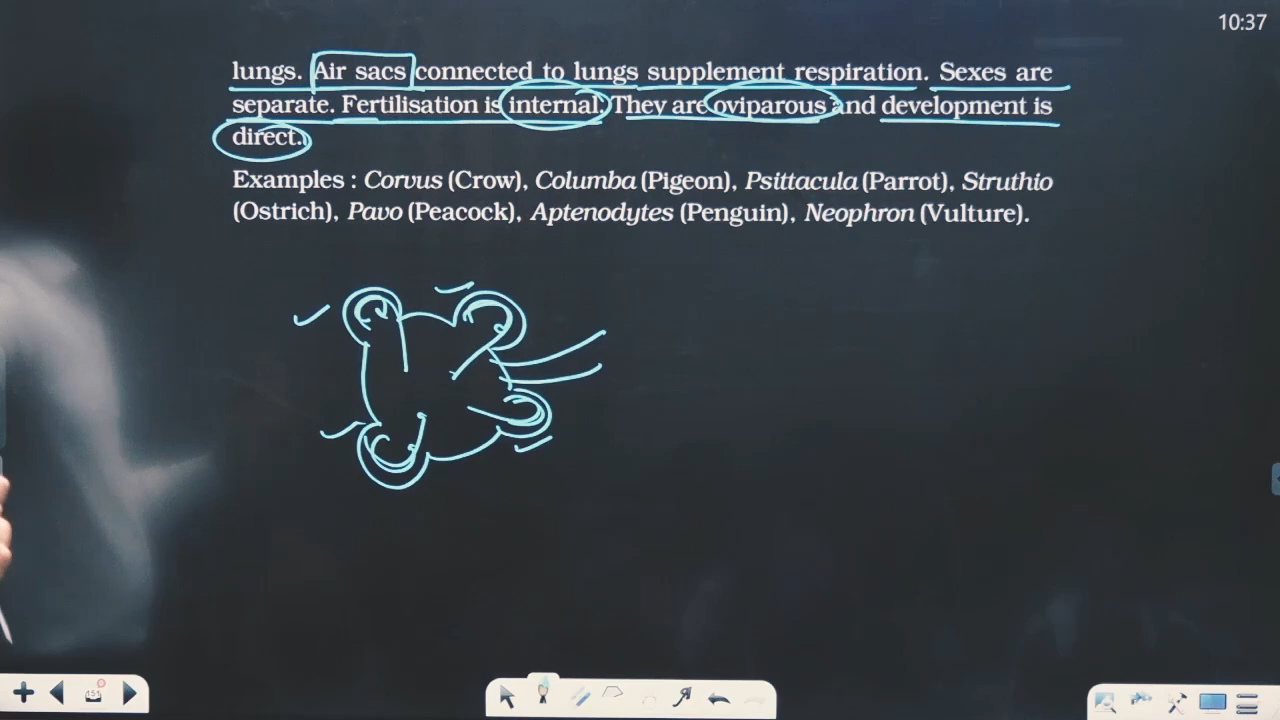 10:37
lungs. Air sacs connected to lungs supplement respiration. Sexes are
separate. Fertilisation is internal. They are oviparous and development is
direct.
Examples : Corvus (Crow), Columba (Pigeon), Psittacula (Parrot), Struthio
(Ostrich), Pavo (Peacock), Aptenodytes (Penguin), Neophron (Vulture).
151